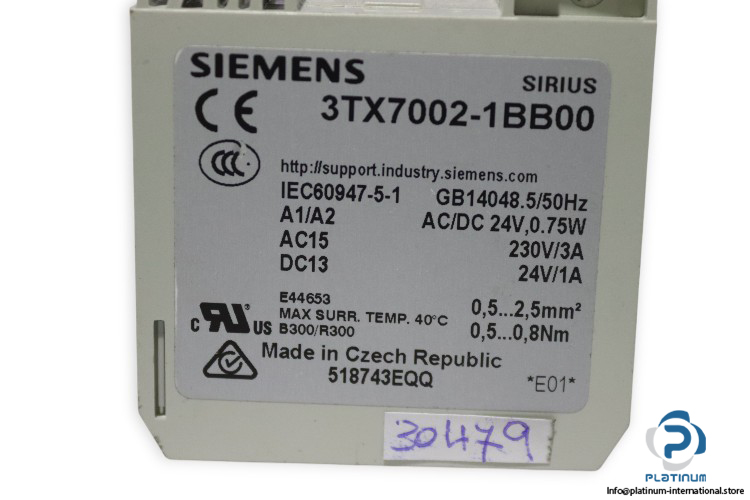 SIEMENS
SIRIUS
CE
3TX7002-1BB00
CCC
http://support.industry.siemens.com
IEC60947-5-1 GB14048.5/50Hz
A1/A2 AC/DC 24V,0.75W
AC15 230V/3A
DC13 24V/1A
E44653
MAX SURR. TEMP. 40°C 0,5...2,5mm²
c RU US B300/R300 0,5...0,8Nm
Made in Czech Republic
518743EQQ *E01*
30479
PLATINUM
Info@platinum-international.store